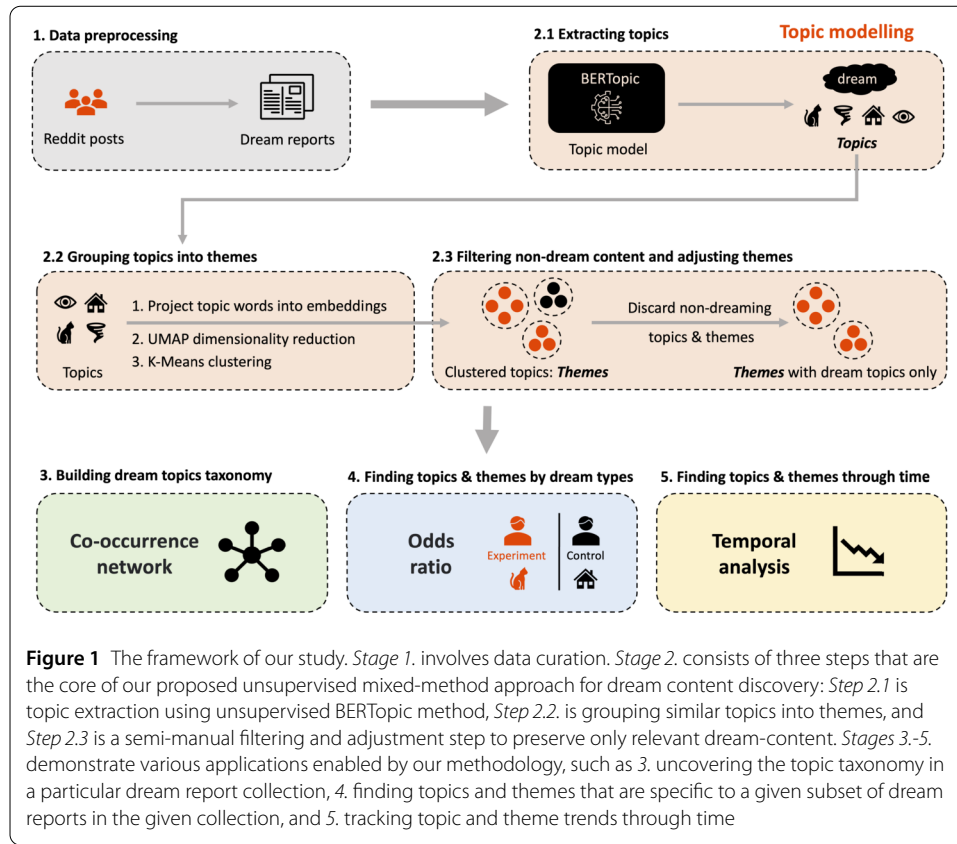 1. Data preprocessing
Reddit posts
Dream reports
2.1 Extracting topics
Topic modelling
BERTopic
Topic model
dream
Topics
2.2 Grouping topics into themes
Topics
1. Project topic words into embeddings
2. UMAP dimensionality reduction
3. K-Means clustering
2.3 Filtering non-dream content and adjusting themes
Clustered topics: Themes
Discard non-dreaming
topics & themes
Themes with dream topics only
3. Building dream topics taxonomy
Co-occurrence
network
4. Finding topics & themes by dream types
Odds
ratio
Experiment
Control
5. Finding topics & themes through time
Temporal
analysis
Figure 1 The framework of our study. Stage 1. involves data curation. Stage 2. consists of three steps that are
the core of our proposed unsupervised mixed-method approach for dream content discovery: Step 2.1 is
topic extraction using unsupervised BERTopic method, Step 2.2. is grouping similar topics into themes, and
Step 2.3 is a semi-manual filtering and adjustment step to preserve only relevant dream-content. Stages 3.-5.
demonstrate various applications enabled by our methodology, such as 3. uncovering the topic taxonomy in
a particular dream report collection, 4. finding topics and themes that are specific to a given subset of dream
reports in the given collection, and 5. tracking topic and theme trends through time